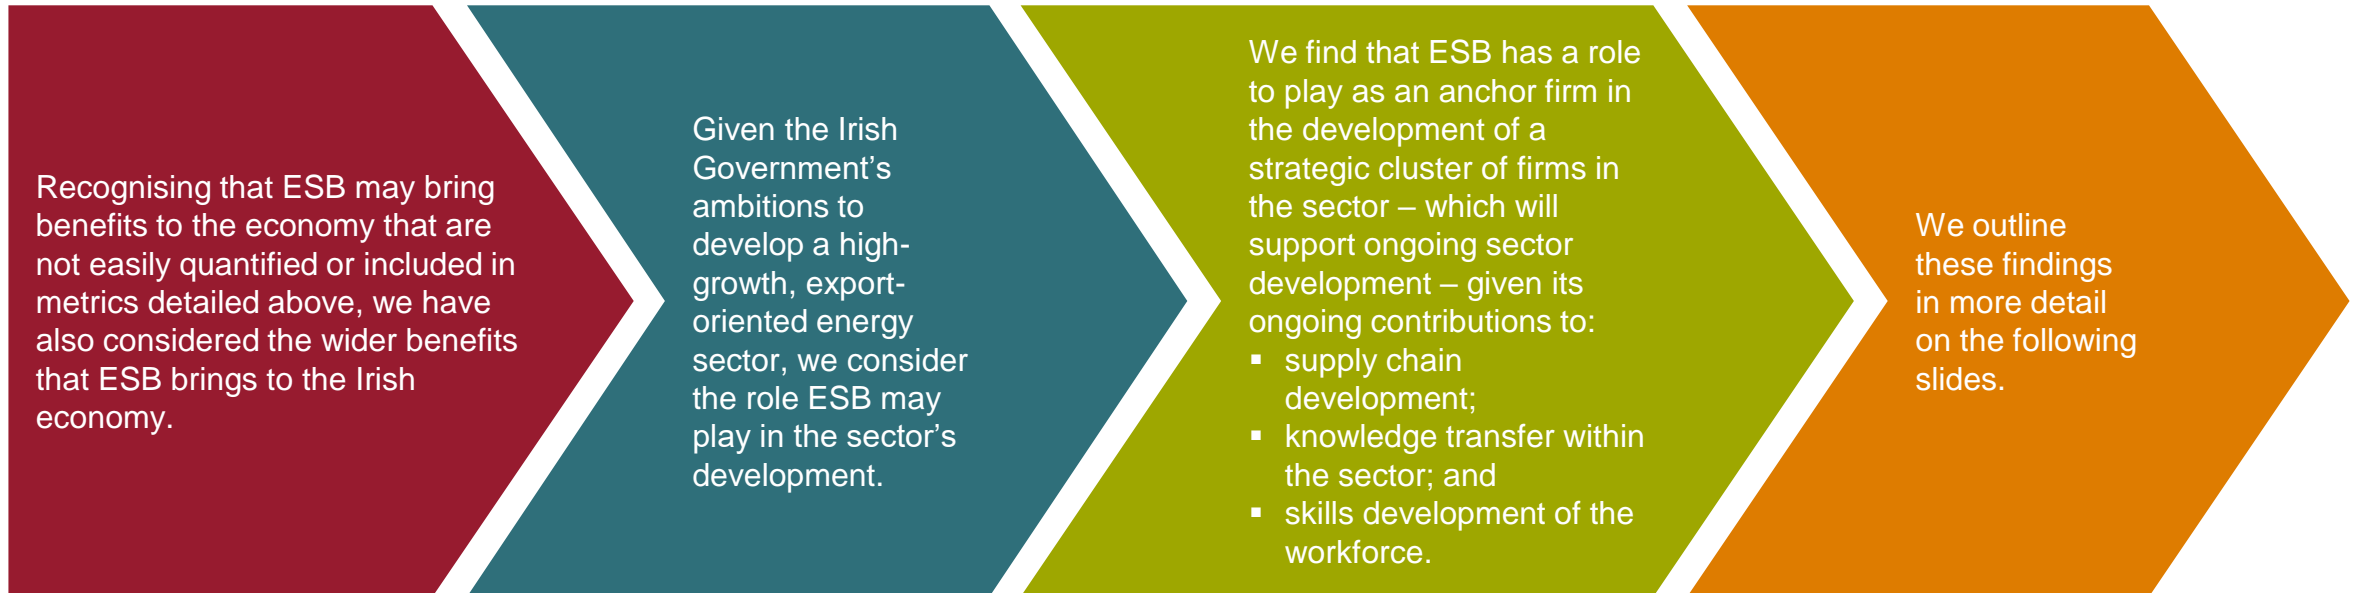 Recognising that ESB may bring
benefits to the economy that are
not easily quantified or included in
metrics detailed above, we have
also considered the wider benefits
that ESB brings to the Irish
economy.
Given the Irish
Government’s
ambitions to
develop a high-
growth, export-
oriented energy
sector, we consider
the role ESB may
play in the sector’s
development.
We find that ESB has a role
to play as an anchor firm in
the development of a
strategic cluster of firms in
the sector – which will
support ongoing sector
development – given its
ongoing contributions to:
▪ supply chain
development;
▪ knowledge transfer within
the sector; and
▪ skills development of the
workforce.
We outline
these findings
in more detail
on the following
slides.